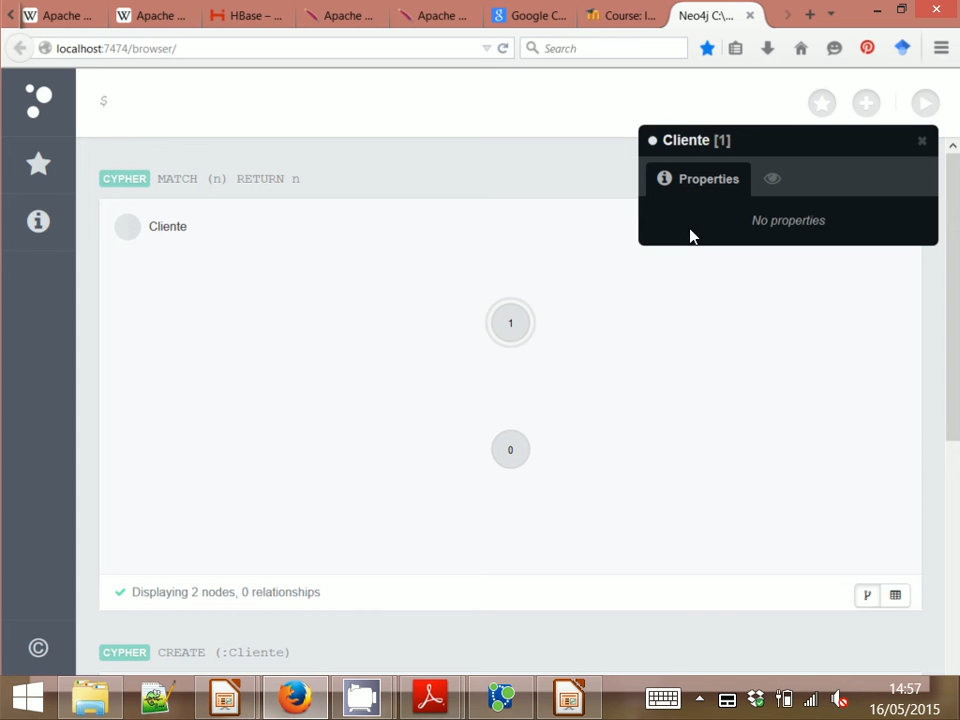 Apache ...
Apache ...
HBase – ...
Apache ...
Apache ...
Google C...
Course: I...
Neo4j C:\...
localhost:7474/browser/
Search
$
Cliente [1]
Properties
No properties
CYPHER MATCH (n) RETURN n
Cliente
1
0
Displaying 2 nodes, 0 relationships
CYPHER CREATE (:Cliente)
14:57
16/05/2015